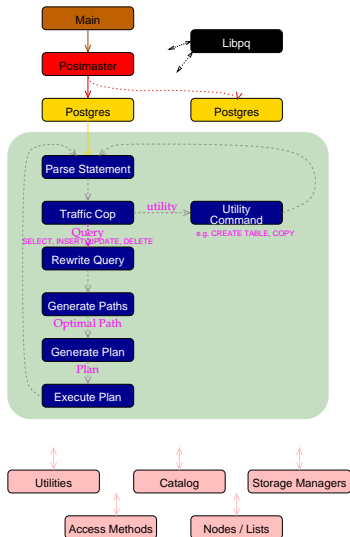 Main
Libpq
Postmaster
Postgres
Postgres
Parse Statement
Traffic Cop
utility
Utility
Command
Query
SELECT, INSERT, UPDATE, DELETE
e.g. CREATE TABLE, COPY
Rewrite Query
Generate Paths
Optimal Path
Generate Plan
Plan
Execute Plan
Utilities
Catalog
Storage Managers
Access Methods
Nodes / Lists